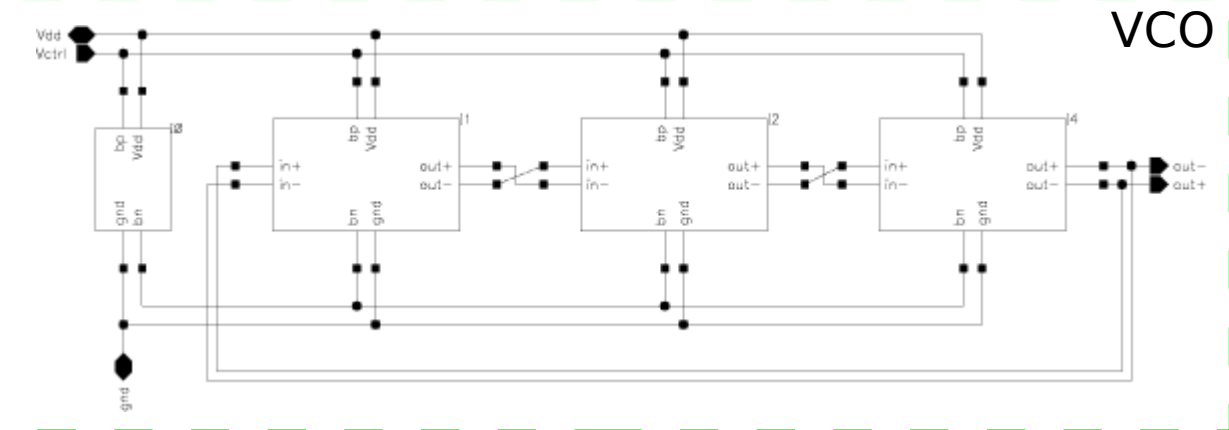 VCO
Vdd
Vctrl
I0
I1
I2
I4
bp Vdd
bp Vdd
bp Vdd
bp Vdd
in+ out+
in- out-
in+ out+
in- out-
in+ out+
in- out-
out-
out+
gnd bn
bn gnd
bn gnd
bn gnd
gnd